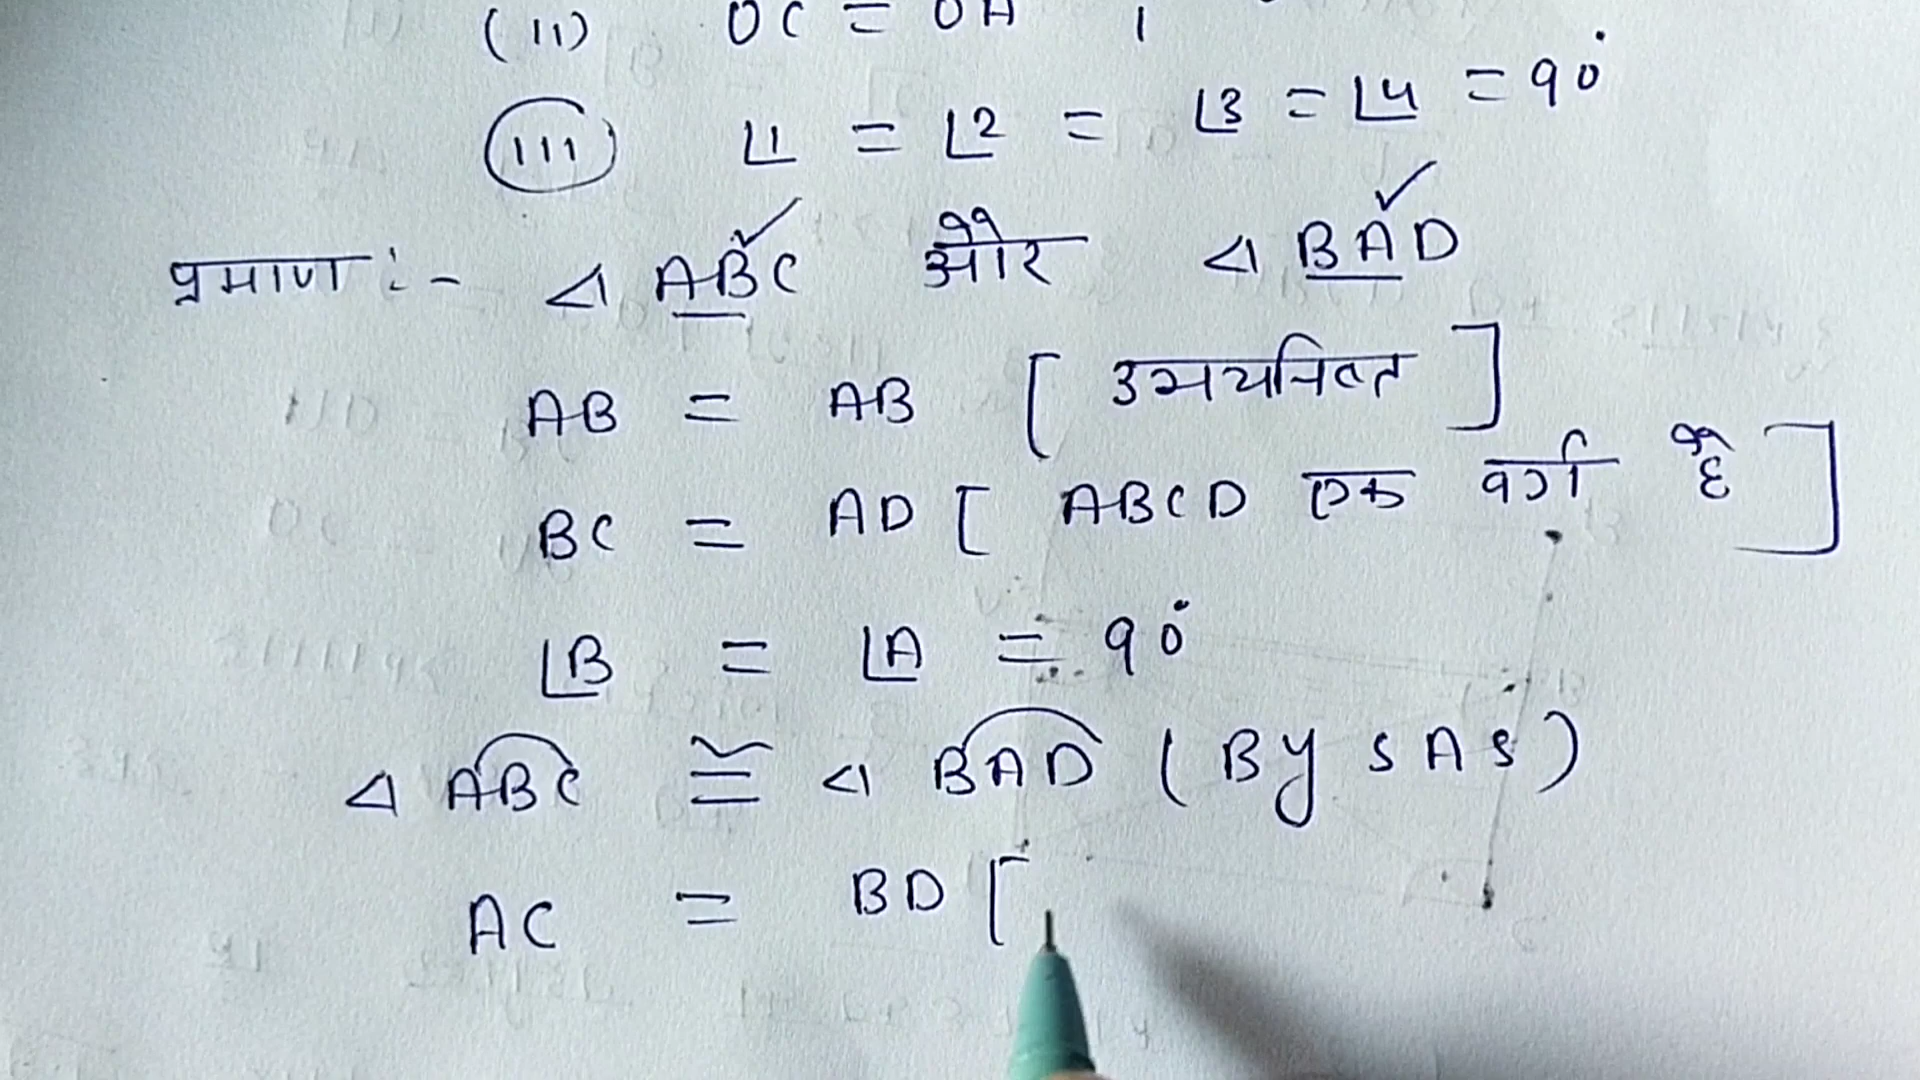 (ii) OC = OA ,
(iii) ∠1 = ∠2 = ∠3 = ∠4 = 90°
प्रमाण :- △ ABC और △ BAD
AB = AB [ उभयनिष्ठ ]
BC = AD [ ABCD एक वर्ग है ]
∠B = ∠A = 90°
△ ABC ≅ △ BAD ( By SAS )
AC = BD [